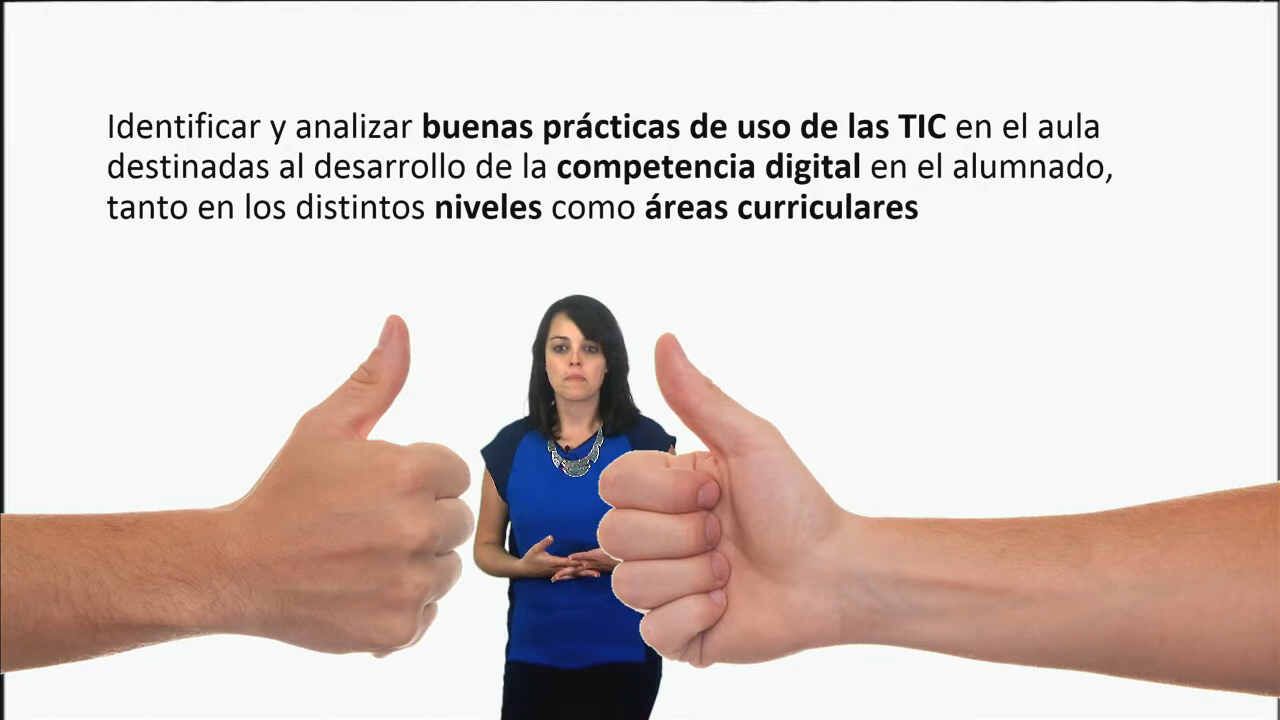 Identificar y analizar buenas prácticas de uso de las TIC en el aula
destinadas al desarrollo de la competencia digital en el alumnado,
tanto en los distintos niveles como áreas curriculares